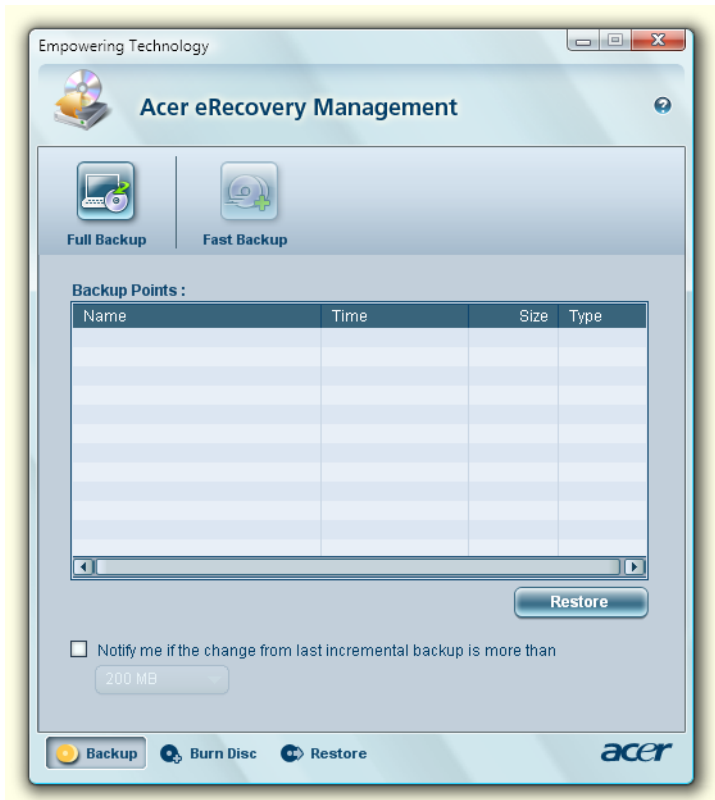 Empowering Technology
Acer eRecovery Management
Full Backup
Fast Backup
Backup Points :
Name Time Size Type
Restore
Notify me if the change from last incremental backup is more than
200 MB
Backup Burn Disc Restore acer